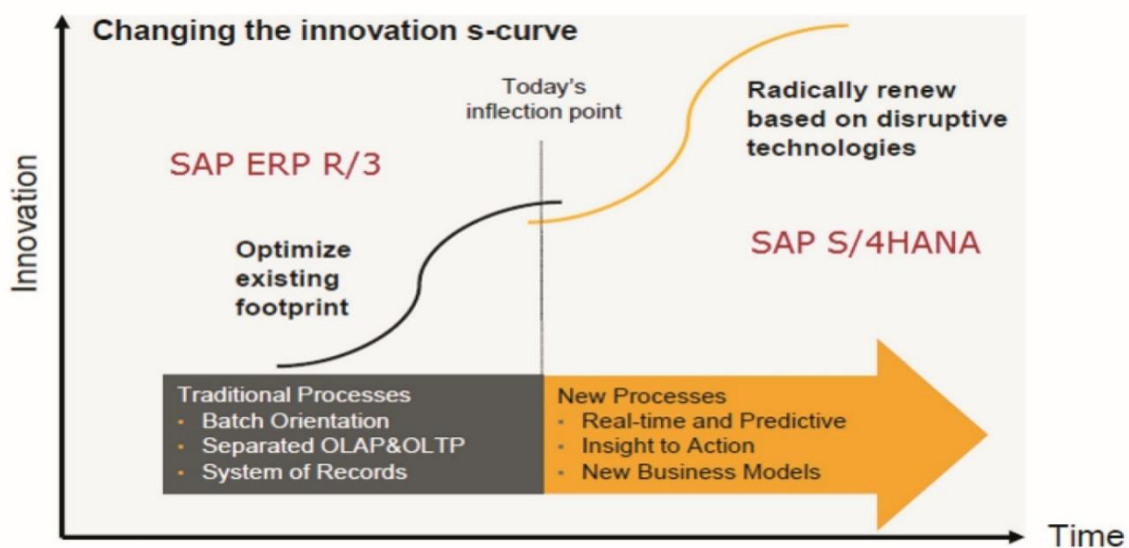 Changing the innovation s-curve
Today's
inflection point
Radically renew
based on disruptive
technologies
SAP ERP R/3
SAP S/4HANA
Optimize
existing
footprint
Innovation
Traditional Processes
• Batch Orientation
• Separated OLAP&OLTP
• System of Records
New Processes
• Real-time and Predictive
• Insight to Action
• New Business Models
Time